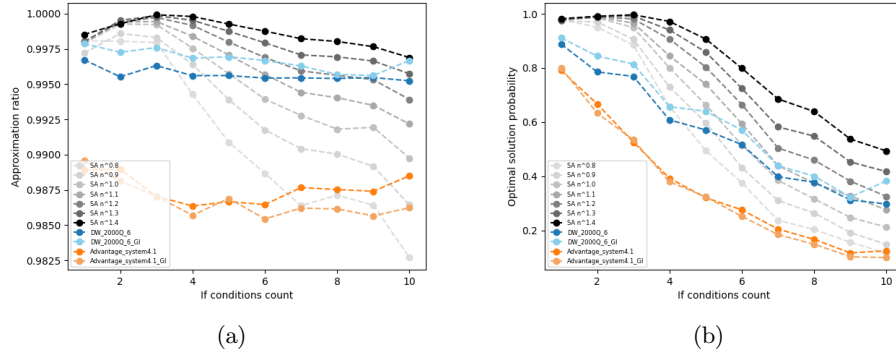 1.0000
0.9975
0.9950
0.9925
0.9900
0.9875
0.9850
0.9825
Approximation ratio
SA n^0.8
SA n^0.9
SA n^1.0
SA n^1.1
SA n^1.2
SA n^1.3
SA n^1.4
DW_2000Q_6
DW_2000Q_6_GI
Advantage_system4.1
Advantage_system4.1_GI
2 4 6 8 10
If conditions count
(a)
1.0
0.8
0.6
0.4
0.2
Optimal solution probability
SA n^0.8
SA n^0.9
SA n^1.0
SA n^1.1
SA n^1.2
SA n^1.3
SA n^1.4
DW_2000Q_6
DW_2000Q_6_GI
Advantage_system4.1
Advantage_system4.1_GI
2 4 6 8 10
If conditions count
(b)